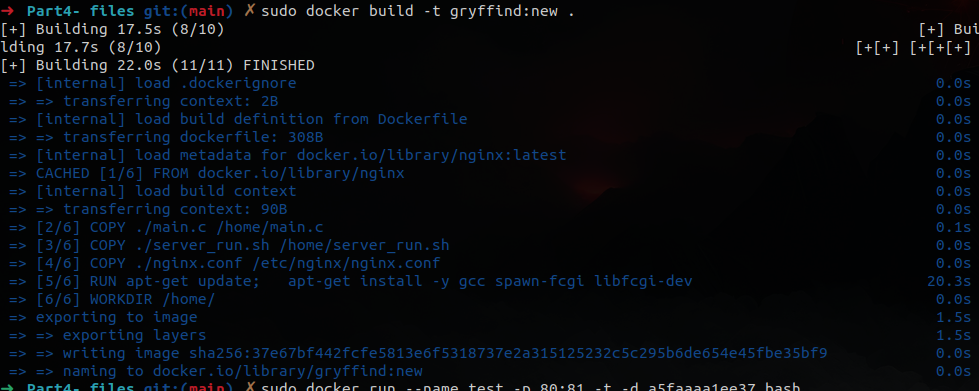 ➜ Part4- files git:(main) ✗ sudo docker build -t gryffind:new .
[+] Building 17.5s (8/10) [+] Bui
lding 17.7s (8/10) [+[+] [+[+[+]
[+] Building 22.0s (11/11) FINISHED
=> [internal] load .dockerignore 0.0s
=> => transferring context: 2B 0.0s
=> [internal] load build definition from Dockerfile 0.0s
=> => transferring dockerfile: 308B 0.0s
=> [internal] load metadata for docker.io/library/nginx:latest 0.0s
=> CACHED [1/6] FROM docker.io/library/nginx 0.0s
=> [internal] load build context 0.0s
=> => transferring context: 90B 0.0s
=> [2/6] COPY ./main.c /home/main.c 0.1s
=> [3/6] COPY ./server_run.sh /home/server_run.sh 0.0s
=> [4/6] COPY ./nginx.conf /etc/nginx/nginx.conf 0.0s
=> [5/6] RUN apt-get update;   apt-get install -y gcc spawn-fcgi libfcgi-dev 20.3s
=> [6/6] WORKDIR /home/ 0.0s
=> exporting to image 1.5s
=> => exporting layers 1.5s
=> => writing image sha256:37e67bf442fcfe5813e6f5318737e2a315125232c5c295b6de654e45fbe35bf9 0.0s
=> => naming to docker.io/library/gryffind:new 0.0s
➜ Part4- files git:(main) ✗ sudo docker run --name test -p 80:81 -t -d a5faaaa1ee37 bash